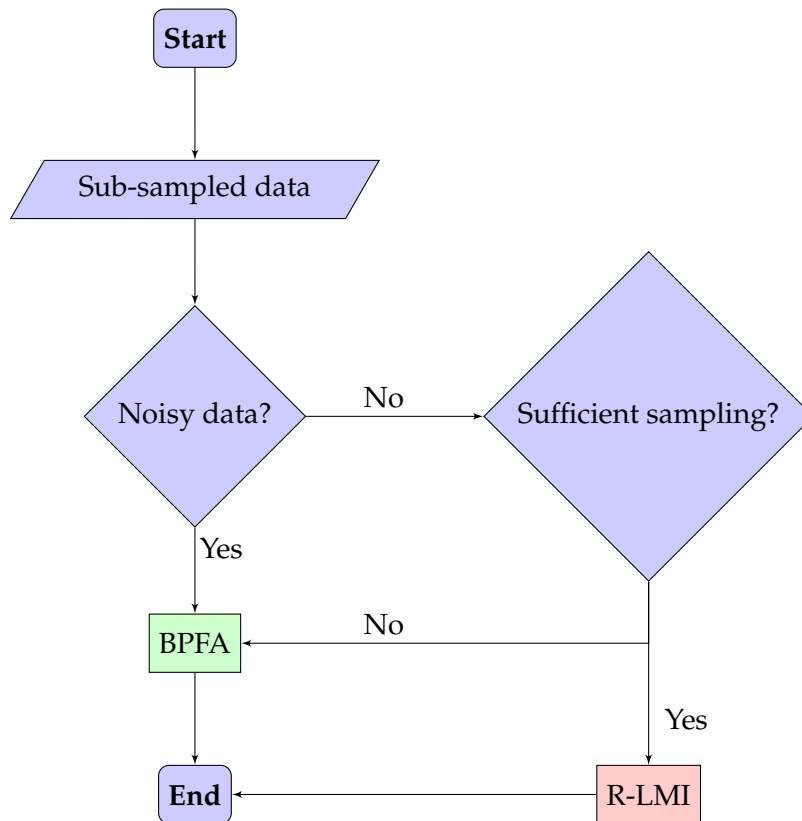 Start
Sub-sampled data
Noisy data?
No
Sufficient sampling?
Yes
BPFA
No
Yes
End
R-LMI